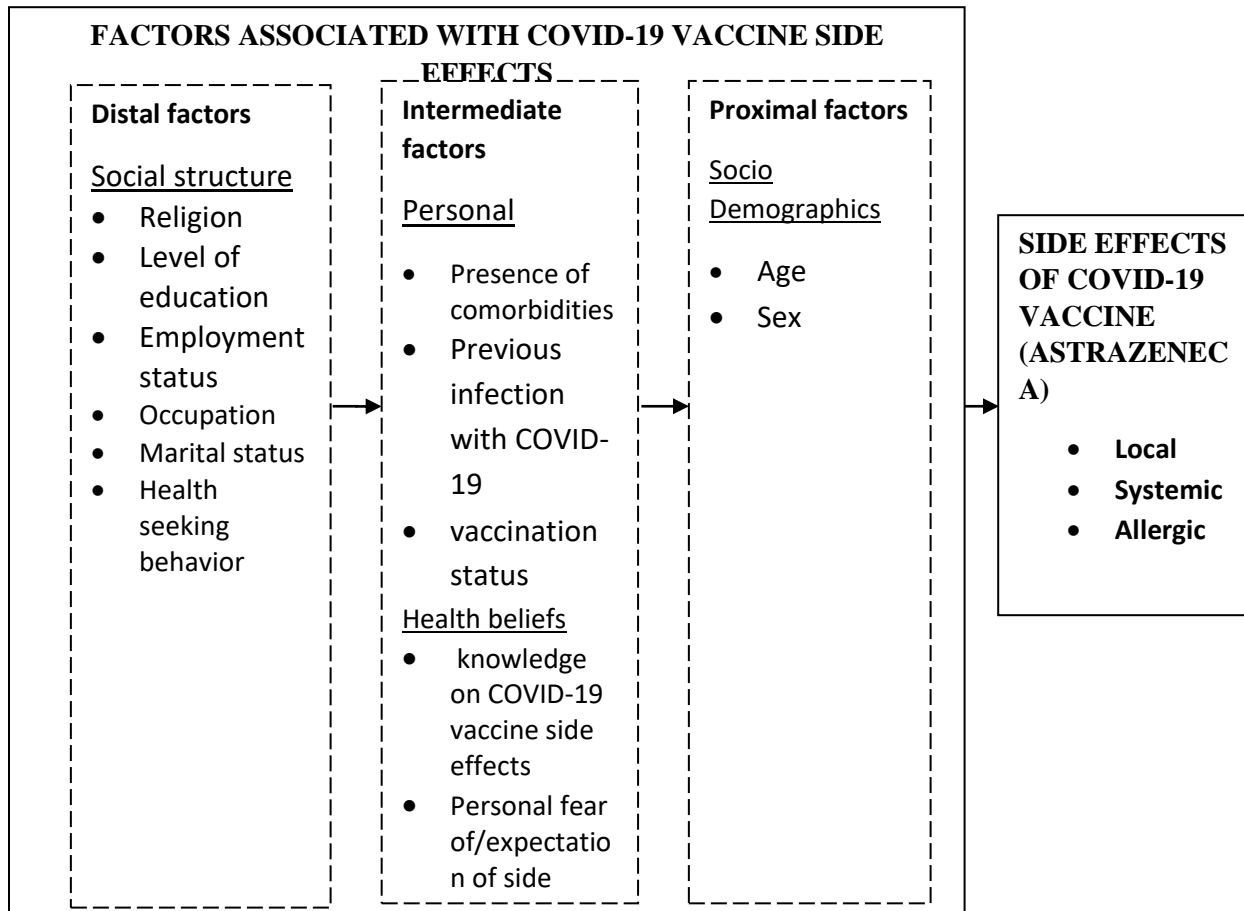 FACTORS ASSOCIATED WITH COVID-19 VACCINE SIDE
EFFECTS
Distal factors
Social structure
• Religion
• Level of
education
• Employment
status
• Occupation
• Marital status
• Health
seeking
behavior
Intermediate
factors
Personal
• Presence of
comorbidities
• Previous
infection
with COVID-
19
• vaccination
status
Health beliefs
• knowledge
on COVID-19
vaccine side
effects
• Personal fear
of/expectatio
n of side
Proximal factors
Socio
Demographics
• Age
• Sex
SIDE EFFECTS
OF COVID-19
VACCINE
(ASTRAZENEC
A)
• Local
• Systemic
• Allergic